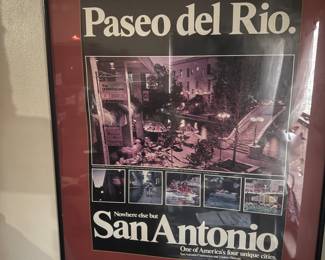 Paseo del Rio.
Nowhere else but
San Antonio
One of America's four unique cities.